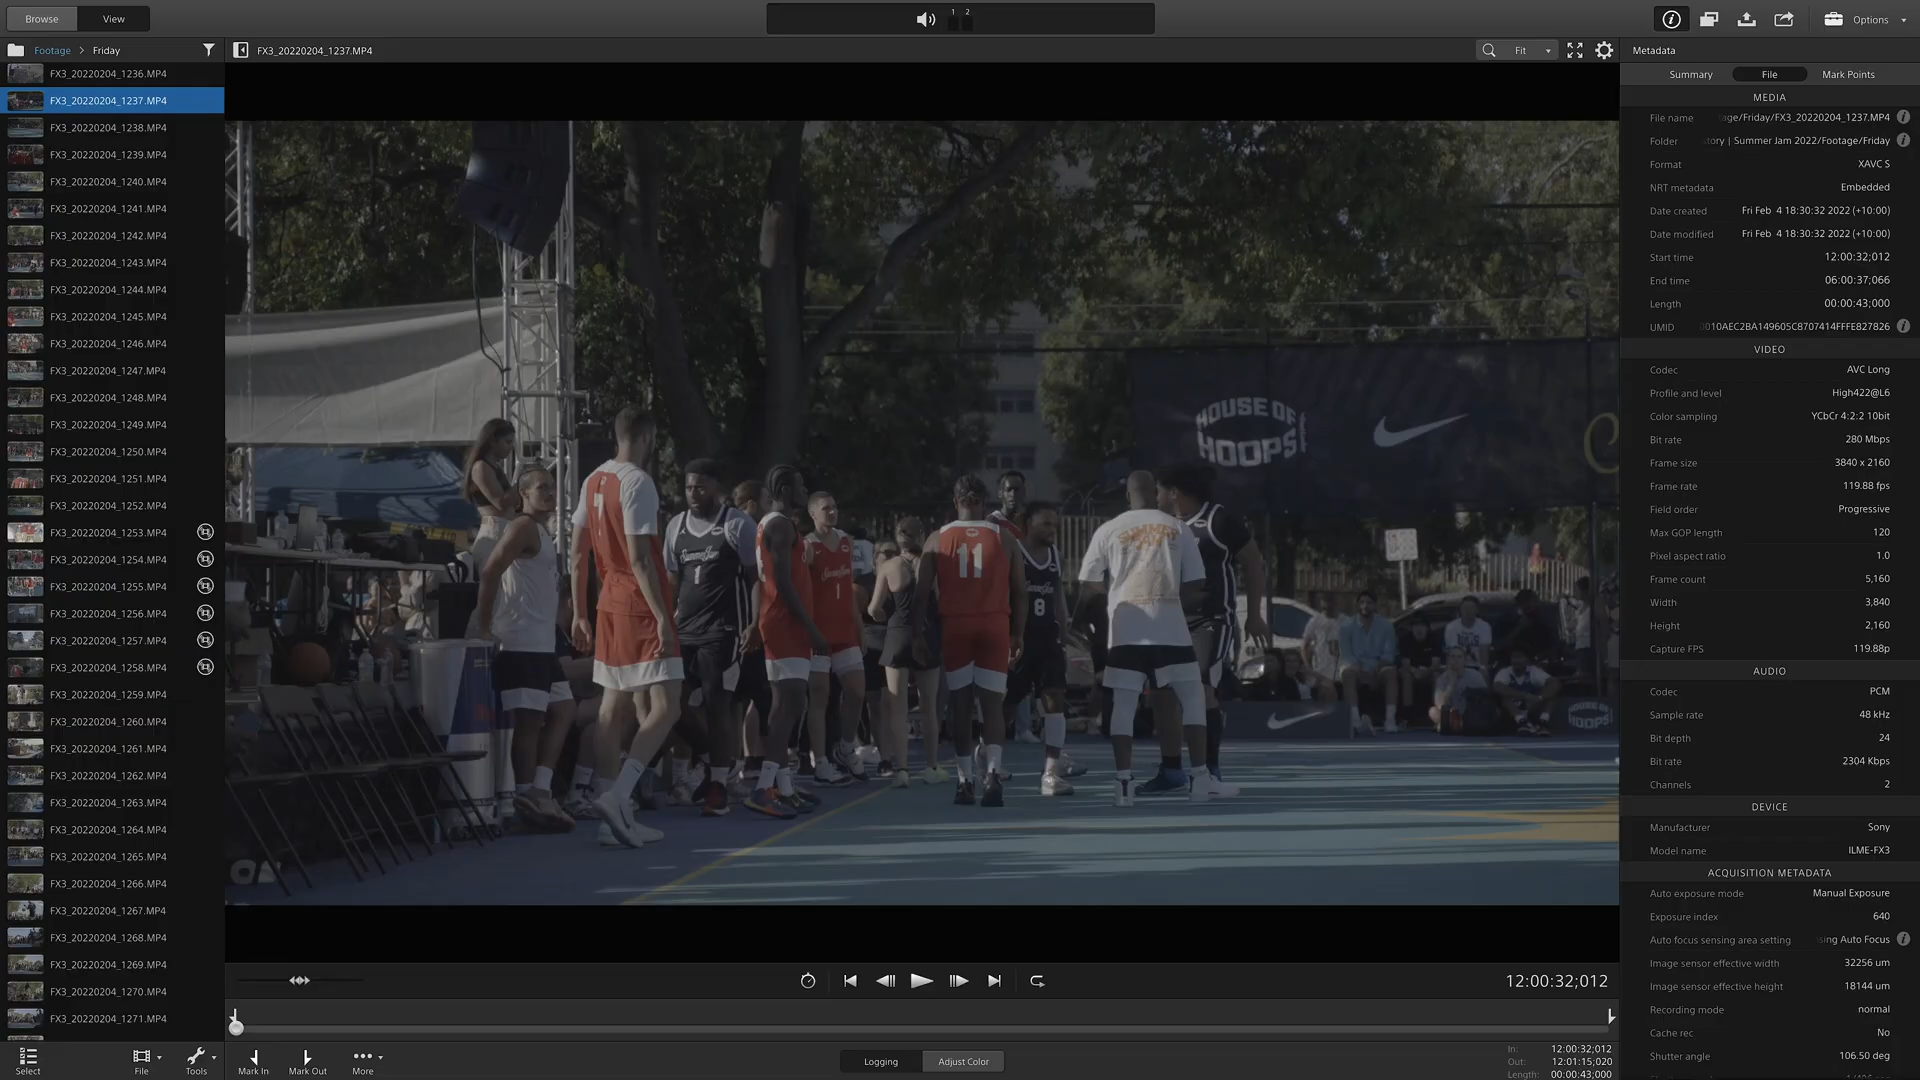 Browse
View
1 2
Options
Footage > Friday
FX3_20220204_1237.MP4
Fit
Metadata
FX3_20220204_1236.MP4
FX3_20220204_1237.MP4
FX3_20220204_1238.MP4
FX3_20220204_1239.MP4
FX3_20220204_1240.MP4
FX3_20220204_1241.MP4
FX3_20220204_1242.MP4
FX3_20220204_1243.MP4
FX3_20220204_1244.MP4
FX3_20220204_1245.MP4
FX3_20220204_1246.MP4
FX3_20220204_1247.MP4
FX3_20220204_1248.MP4
FX3_20220204_1249.MP4
FX3_20220204_1250.MP4
FX3_20220204_1251.MP4
FX3_20220204_1252.MP4
FX3_20220204_1253.MP4
FX3_20220204_1254.MP4
FX3_20220204_1255.MP4
FX3_20220204_1256.MP4
FX3_20220204_1257.MP4
FX3_20220204_1258.MP4
FX3_20220204_1259.MP4
FX3_20220204_1260.MP4
FX3_20220204_1261.MP4
FX3_20220204_1262.MP4
FX3_20220204_1263.MP4
FX3_20220204_1264.MP4
FX3_20220204_1265.MP4
FX3_20220204_1266.MP4
FX3_20220204_1267.MP4
FX3_20220204_1268.MP4
FX3_20220204_1269.MP4
FX3_20220204_1270.MP4
FX3_20220204_1271.MP4
HOUSE OF
HOOPS
1
1
11
8
SUMMER
HOOPS
12:00:32;012
Summary
File
Mark Points
MEDIA
File name age/Friday/FX3_20220204_1237.MP4
Folder tory | Summer Jam 2022/Footage/Friday
Format XAVC S
NRT metadata Embedded
Date created Fri Feb 4 18:30:32 2022 (+10:00)
Date modified Fri Feb 4 18:30:32 2022 (+10:00)
Start time 12:00:32;012
End time 06:00:37;066
Length 00:00:43;000
UMID 010AEC2BA149605C8707414FFFE827826
VIDEO
Codec AVC Long
Profile and level High422@L6
Color sampling YCbCr 4:2:2 10bit
Bit rate 280 Mbps
Frame size 3840 x 2160
Frame rate 119.88 fps
Field order Progressive
Max GOP length 120
Pixel aspect ratio 1.0
Frame count 5,160
Width 3,840
Height 2,160
Capture FPS 119.88p
AUDIO
Codec PCM
Sample rate 48 kHz
Bit depth 24
Bit rate 2304 Kbps
Channels 2
DEVICE
Manufacturer Sony
Model name ILME-FX3
ACQUISITION METADATA
Auto exposure mode Manual Exposure
Exposure index 640
Auto focus sensing area setting sing Auto Focus
Image sensor effective width 32256 um
Image sensor effective height 18144 um
Recording mode normal
Cache rec No
Shutter angle 106.50 deg
Select
File
Tools
Mark In
Mark Out
More
Logging
Adjust Color
In: 12:00:32;012
Out: 12:01:15;020
Length: 00:00:43;000